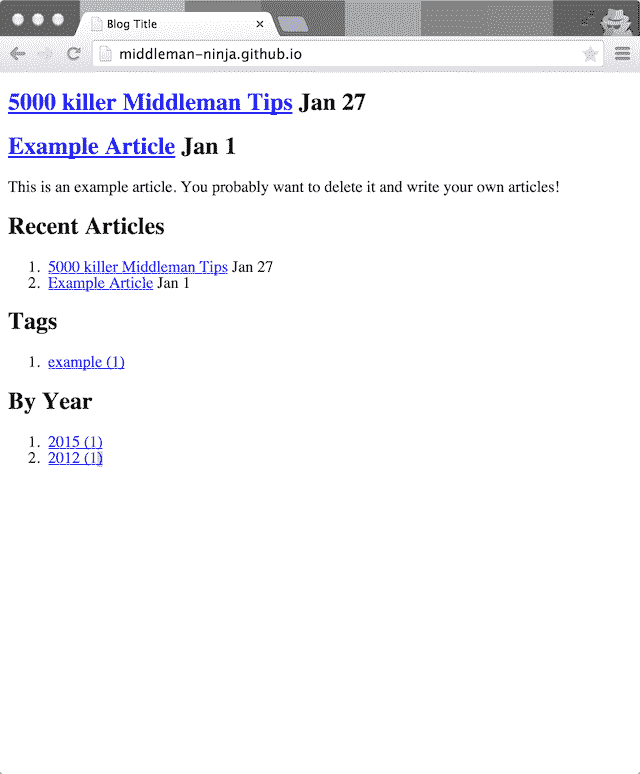 Blog Title
middleman-ninja.github.io
5000 killer Middleman Tips Jan 27
Example Article Jan 1
This is an example article. You probably want to delete it and write your own articles!
Recent Articles
1. 5000 killer Middleman Tips Jan 27
2. Example Article Jan 1
Tags
1. example (1)
By Year
1. 2015 (1)
2. 2012 (1)